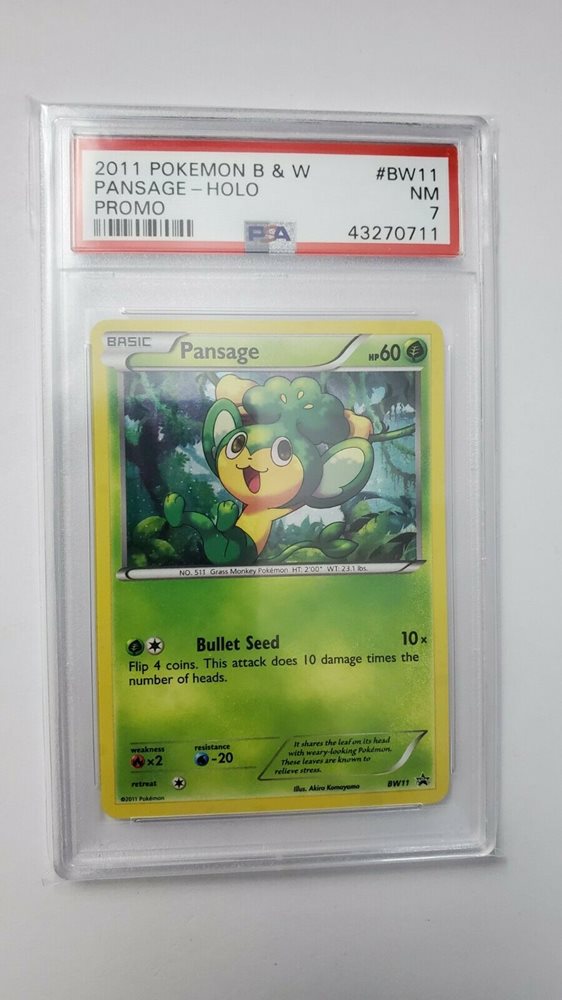 2011 POKEMON B & W #BW11
PANSAGE - HOLO NM
PROMO 7
PSA 43270711
BASIC
Pansage HP60
NO. 511 Grass Monkey Pokémon HT: 2'00" WT: 23.1 lbs.
Bullet Seed 10x
Flip 4 coins. This attack does 10 damage times the
number of heads.
weakness resistance
x2 -20
It shares the leaf on its head
with weary-looking Pokémon.
These leaves are known to
relieve stress.
retreat
Illus. Akira Komayama BW11
©2011 Pokémon